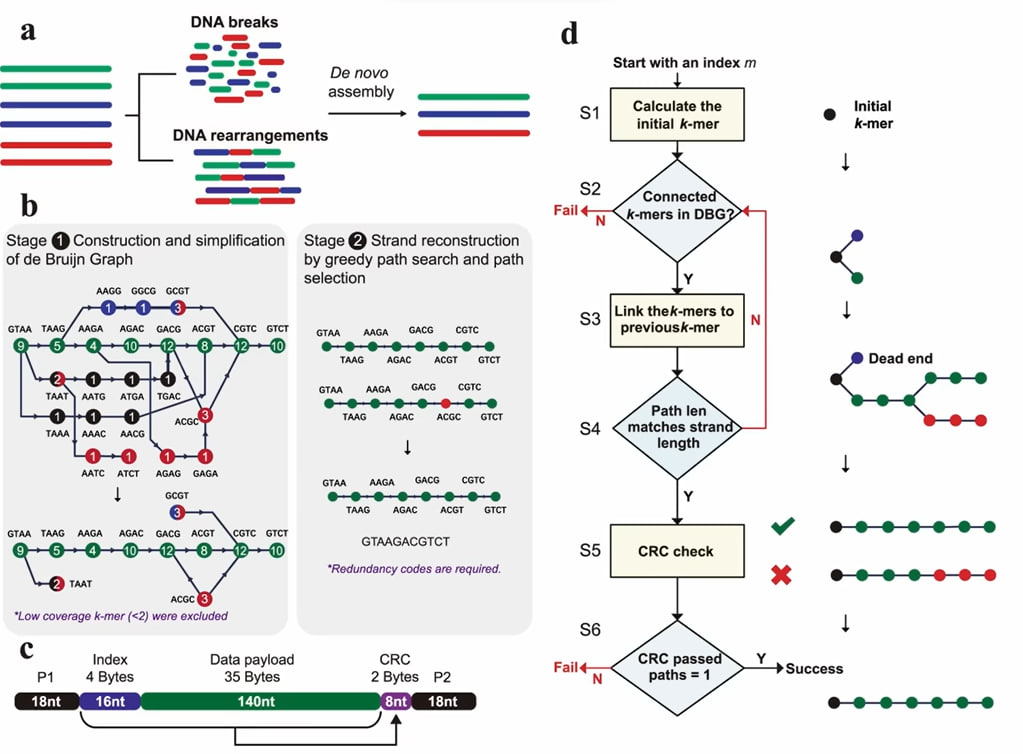 a
DNA breaks
De novo
assembly
DNA rearrangements
b
Stage 1 Construction and simplification
of de Bruijn Graph
AAGG GGCG GCGT
1 1 3
GTAA TAAG AAGA AGAC GACG ACGT CGTC GTCT
9 5 4 10 12 8 12 10
2 1 1 1
TAAT AATG ATGA TGAC
1 1 1
ACGC 3
TAAA AAAC AACG
1 1 1 1
AATC ATCT AGAG GAGA
GCGT
3
GTAA TAAG AAGA AGAC GACG ACGT CGTC GTCT
9 5 4 10 12 8 12 10
2 TAAT
ACGC 3
*Low coverage k-mer (<2) were excluded
Stage 2 Strand reconstruction
by greedy path search and path
selection
GTAA AAGA GACG CGTC
TAAG AGAC ACGT GTCT
GTAA AAGA GACG CGTC
TAAG AGAC ACGC GTCT
GTAA AAGA GACG CGTC
TAAG AGAC ACGT GTCT
GTAAGACGTCT
*Redundancy codes are required.
c
P1 Index Data payload CRC P2
4 Bytes 35 Bytes 2 Bytes
18nt 16nt 140nt 8nt 18nt
d
Start with an index m
S1
Calculate the
initial k-mer
Initial
k-mer
S2
Connected
k-mers in DBG?
Fail
N
Y
S3
Link thek-mers to
previousk-mer
N
Dead end
S4
Path len
matches strand
length
Y
S5
CRC check
S6
CRC passed
paths = 1
Fail
N
Y
Success